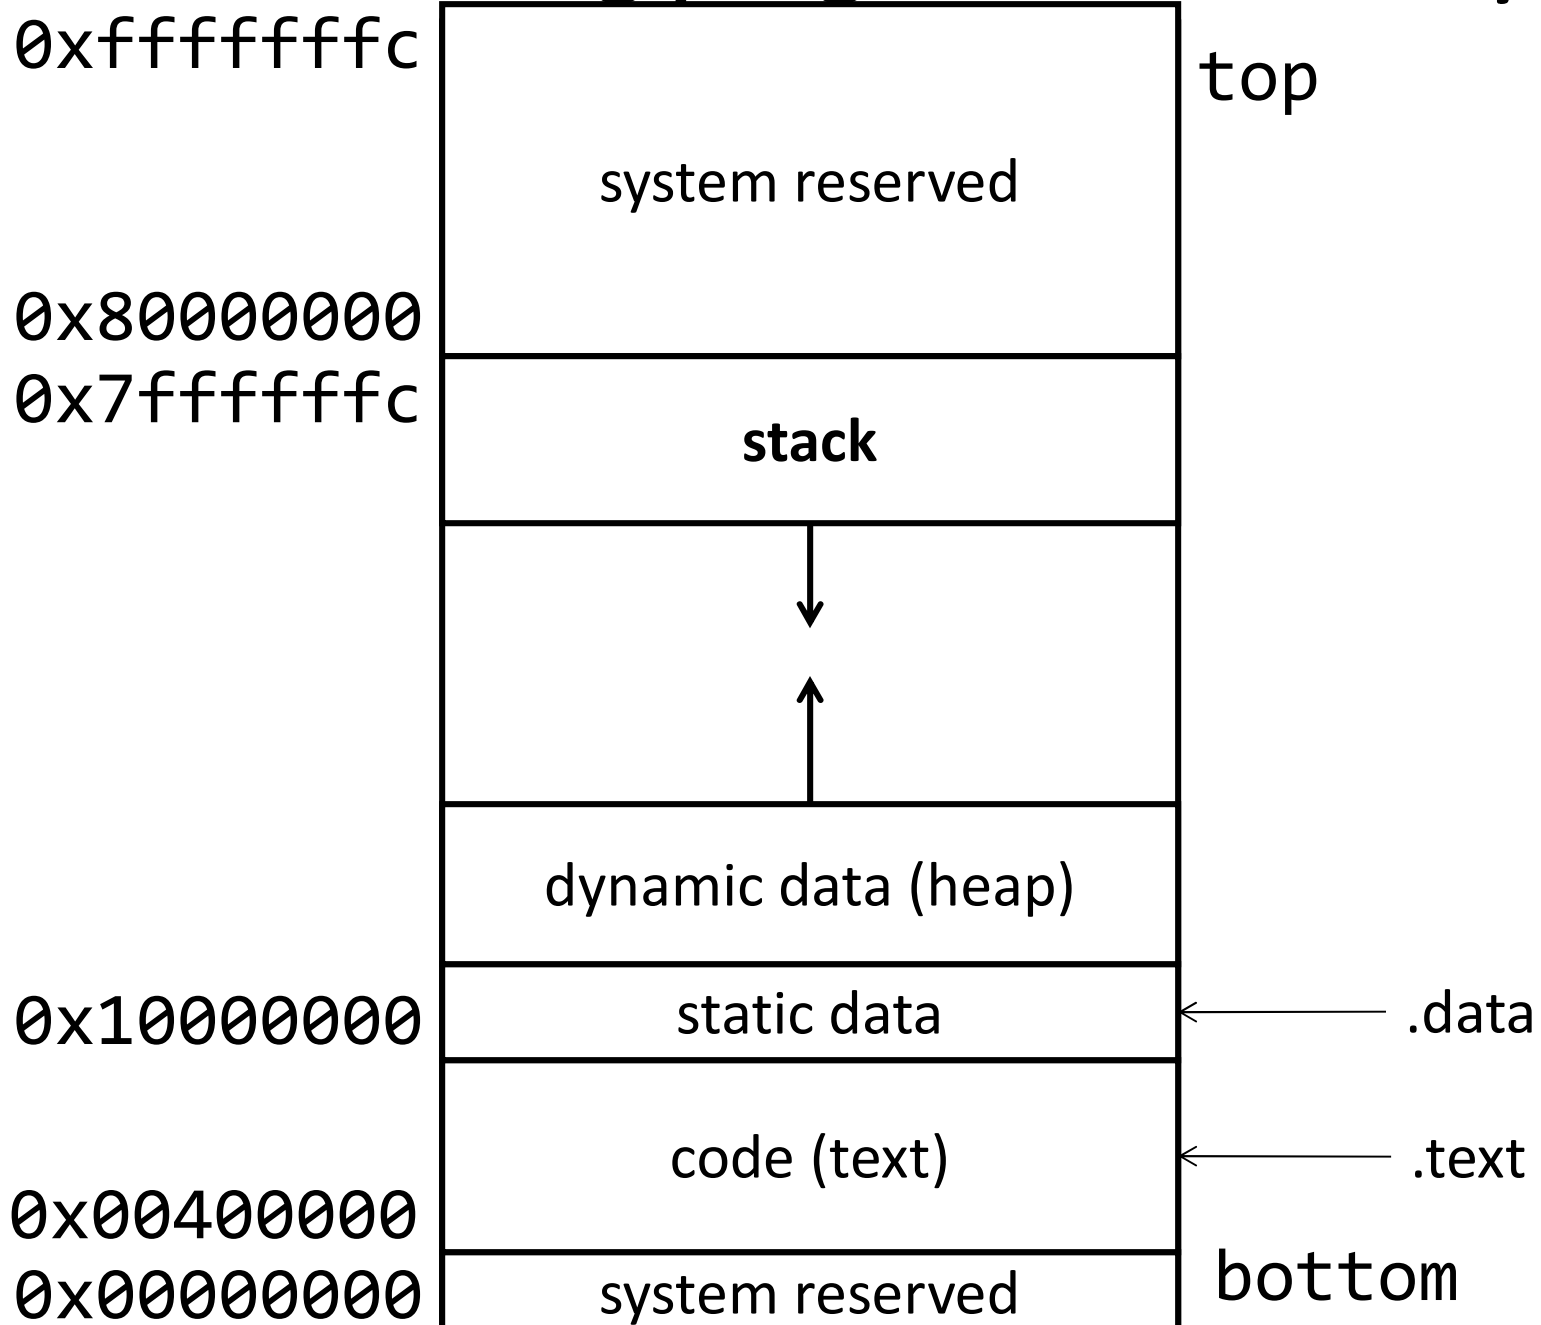 0xfffffffc
top
system reserved
0x80000000
0x7ffffffc
stack
dynamic data (heap)
0x10000000
static data
.data
code (text)
.text
0x00400000
bottom
0x00000000
system reserved